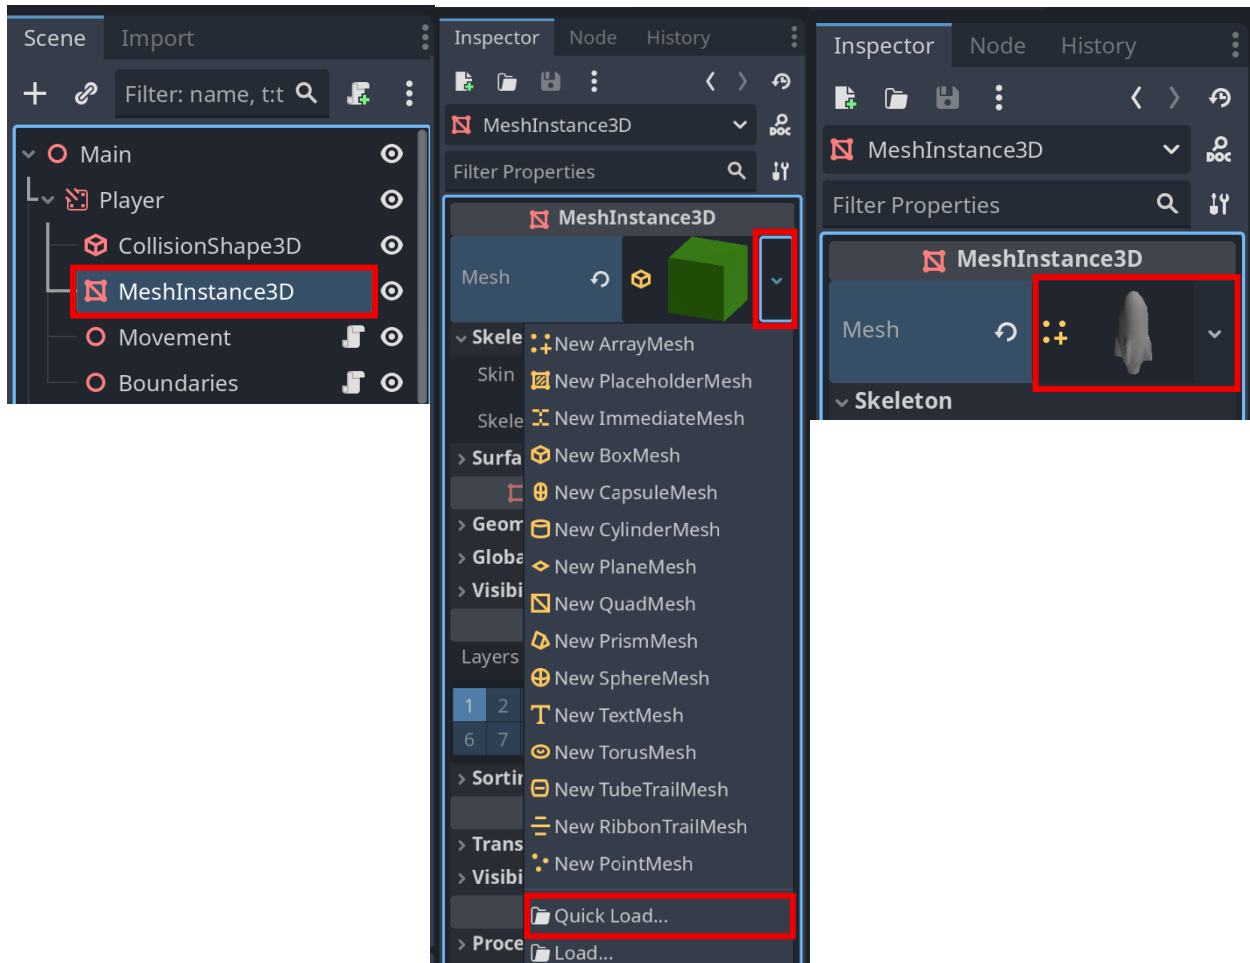 Scene
Import
Filter: name, t:t
Main
Player
CollisionShape3D
MeshInstance3D
Movement
Boundaries
Inspector
Node
History
MeshInstance3D
DOC
Filter Properties
MeshInstance3D
Mesh
Skele
Skin
Skele
Surfa
Geom
Globa
Visibi
Layers
1 2
6 7
Sortin
Trans
Visibi
Proce
New ArrayMesh
New PlaceholderMesh
New ImmediateMesh
New BoxMesh
New CapsuleMesh
New CylinderMesh
New PlaneMesh
New QuadMesh
New PrismMesh
New SphereMesh
New TextMesh
New TorusMesh
New TubeTrailMesh
New RibbonTrailMesh
New PointMesh
Quick Load...
Load...
Inspector
Node
History
MeshInstance3D
DOC
Filter Properties
MeshInstance3D
Mesh
Skeleton